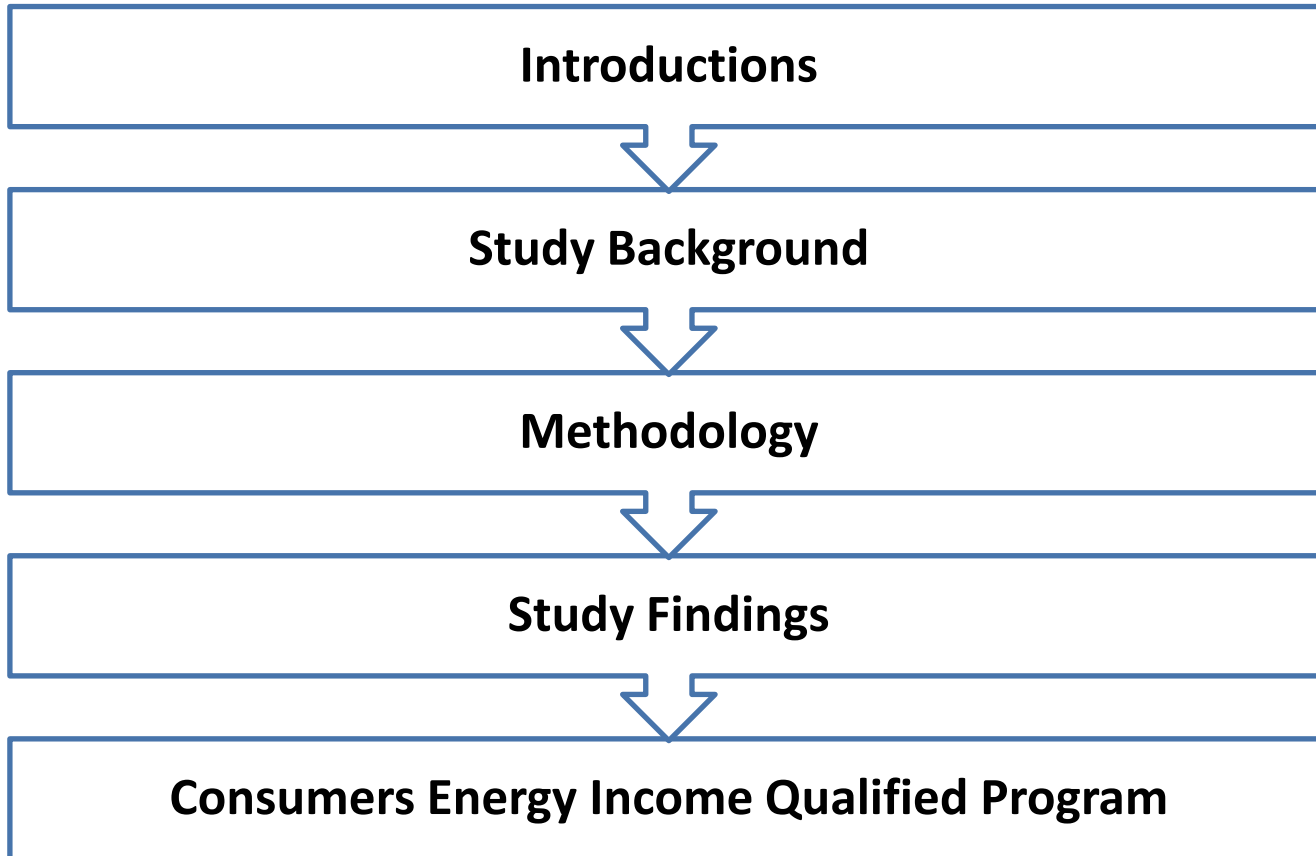 Introductions
Study Background
Methodology
Study Findings
Consumers Energy Income Qualified Program